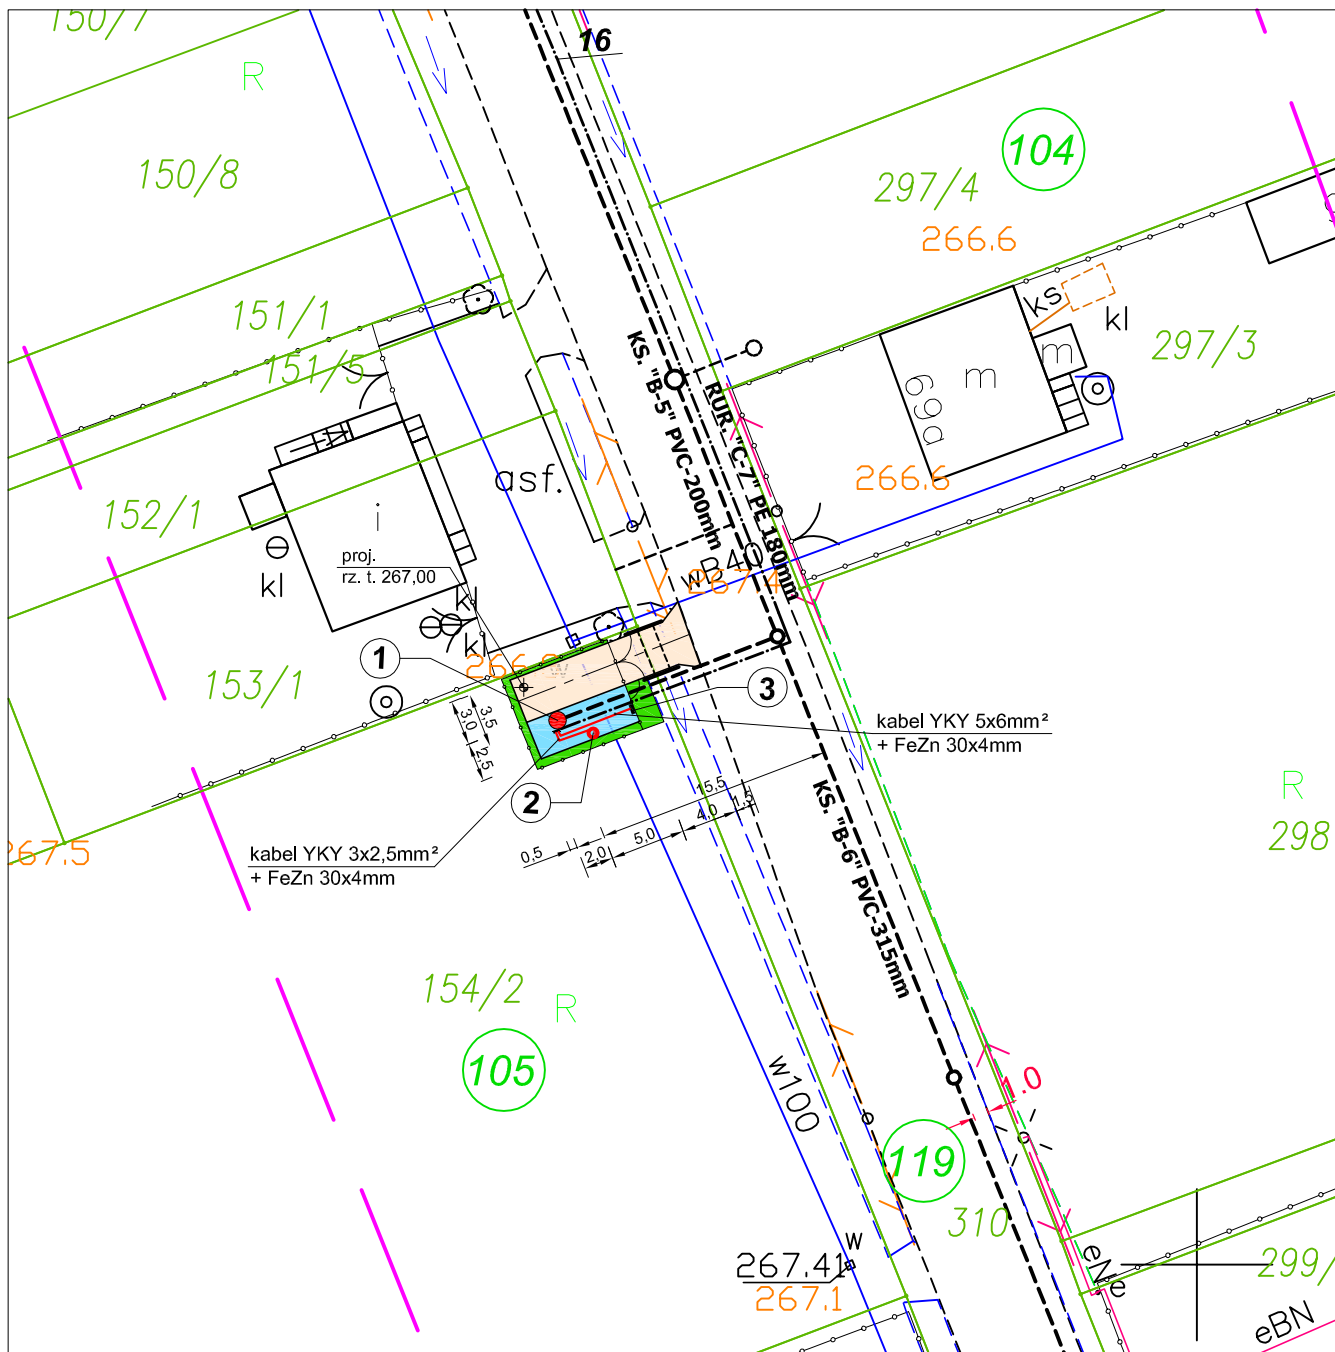 150/7
R
16
150/8
104
297/4
266.6
151/1
ks
kl
151/5
m
m
297/3
69a
KS. "B-5" PVC-200mm
RUR. "C-7" PE 180mm
asf.
266.6
152/1
i
proj.
rz. t. 267,00
wB40
267.4
kl
kl
kl
1
153/1
3
3,5
3,0
2,5
kabel YKY 5x6mm²
+ FeZn 30x4mm
2
15,5
1,5
4,0
5,0
2,0
0,5
R
298
267.5
kabel YKY 3x2,5mm²
+ FeZn 30x4mm
KS. "B-6" PVC-315mm
154/2
R
105
w100
1.0
119
310
w
267.41
267.1
eNe
299/
eBN